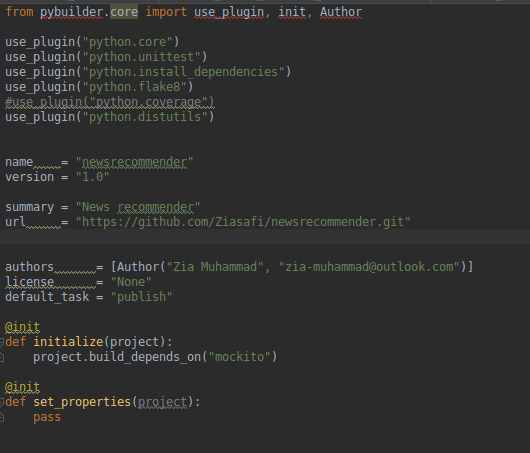 from pybuilder.core import use_plugin, init, Author
use_plugin("python.core")
use_plugin("python.unittest")
use_plugin("python.install_dependencies")
use_plugin("python.flake8")
#use_plugin("python.coverage")
use_plugin("python.distutils")
name    = "newsrecommender"
version = "1.0"
summary = "News recommender"
url     = "https://github.com/Ziasafi/newsrecommender.git"
authors      = [Author("Zia Muhammad", "zia-muhammad@outlook.com")]
license      = "None"
default_task = "publish"
@init
def initialize(project):
    project.build_depends_on("mockito")
@init
def set_properties(project):
    pass